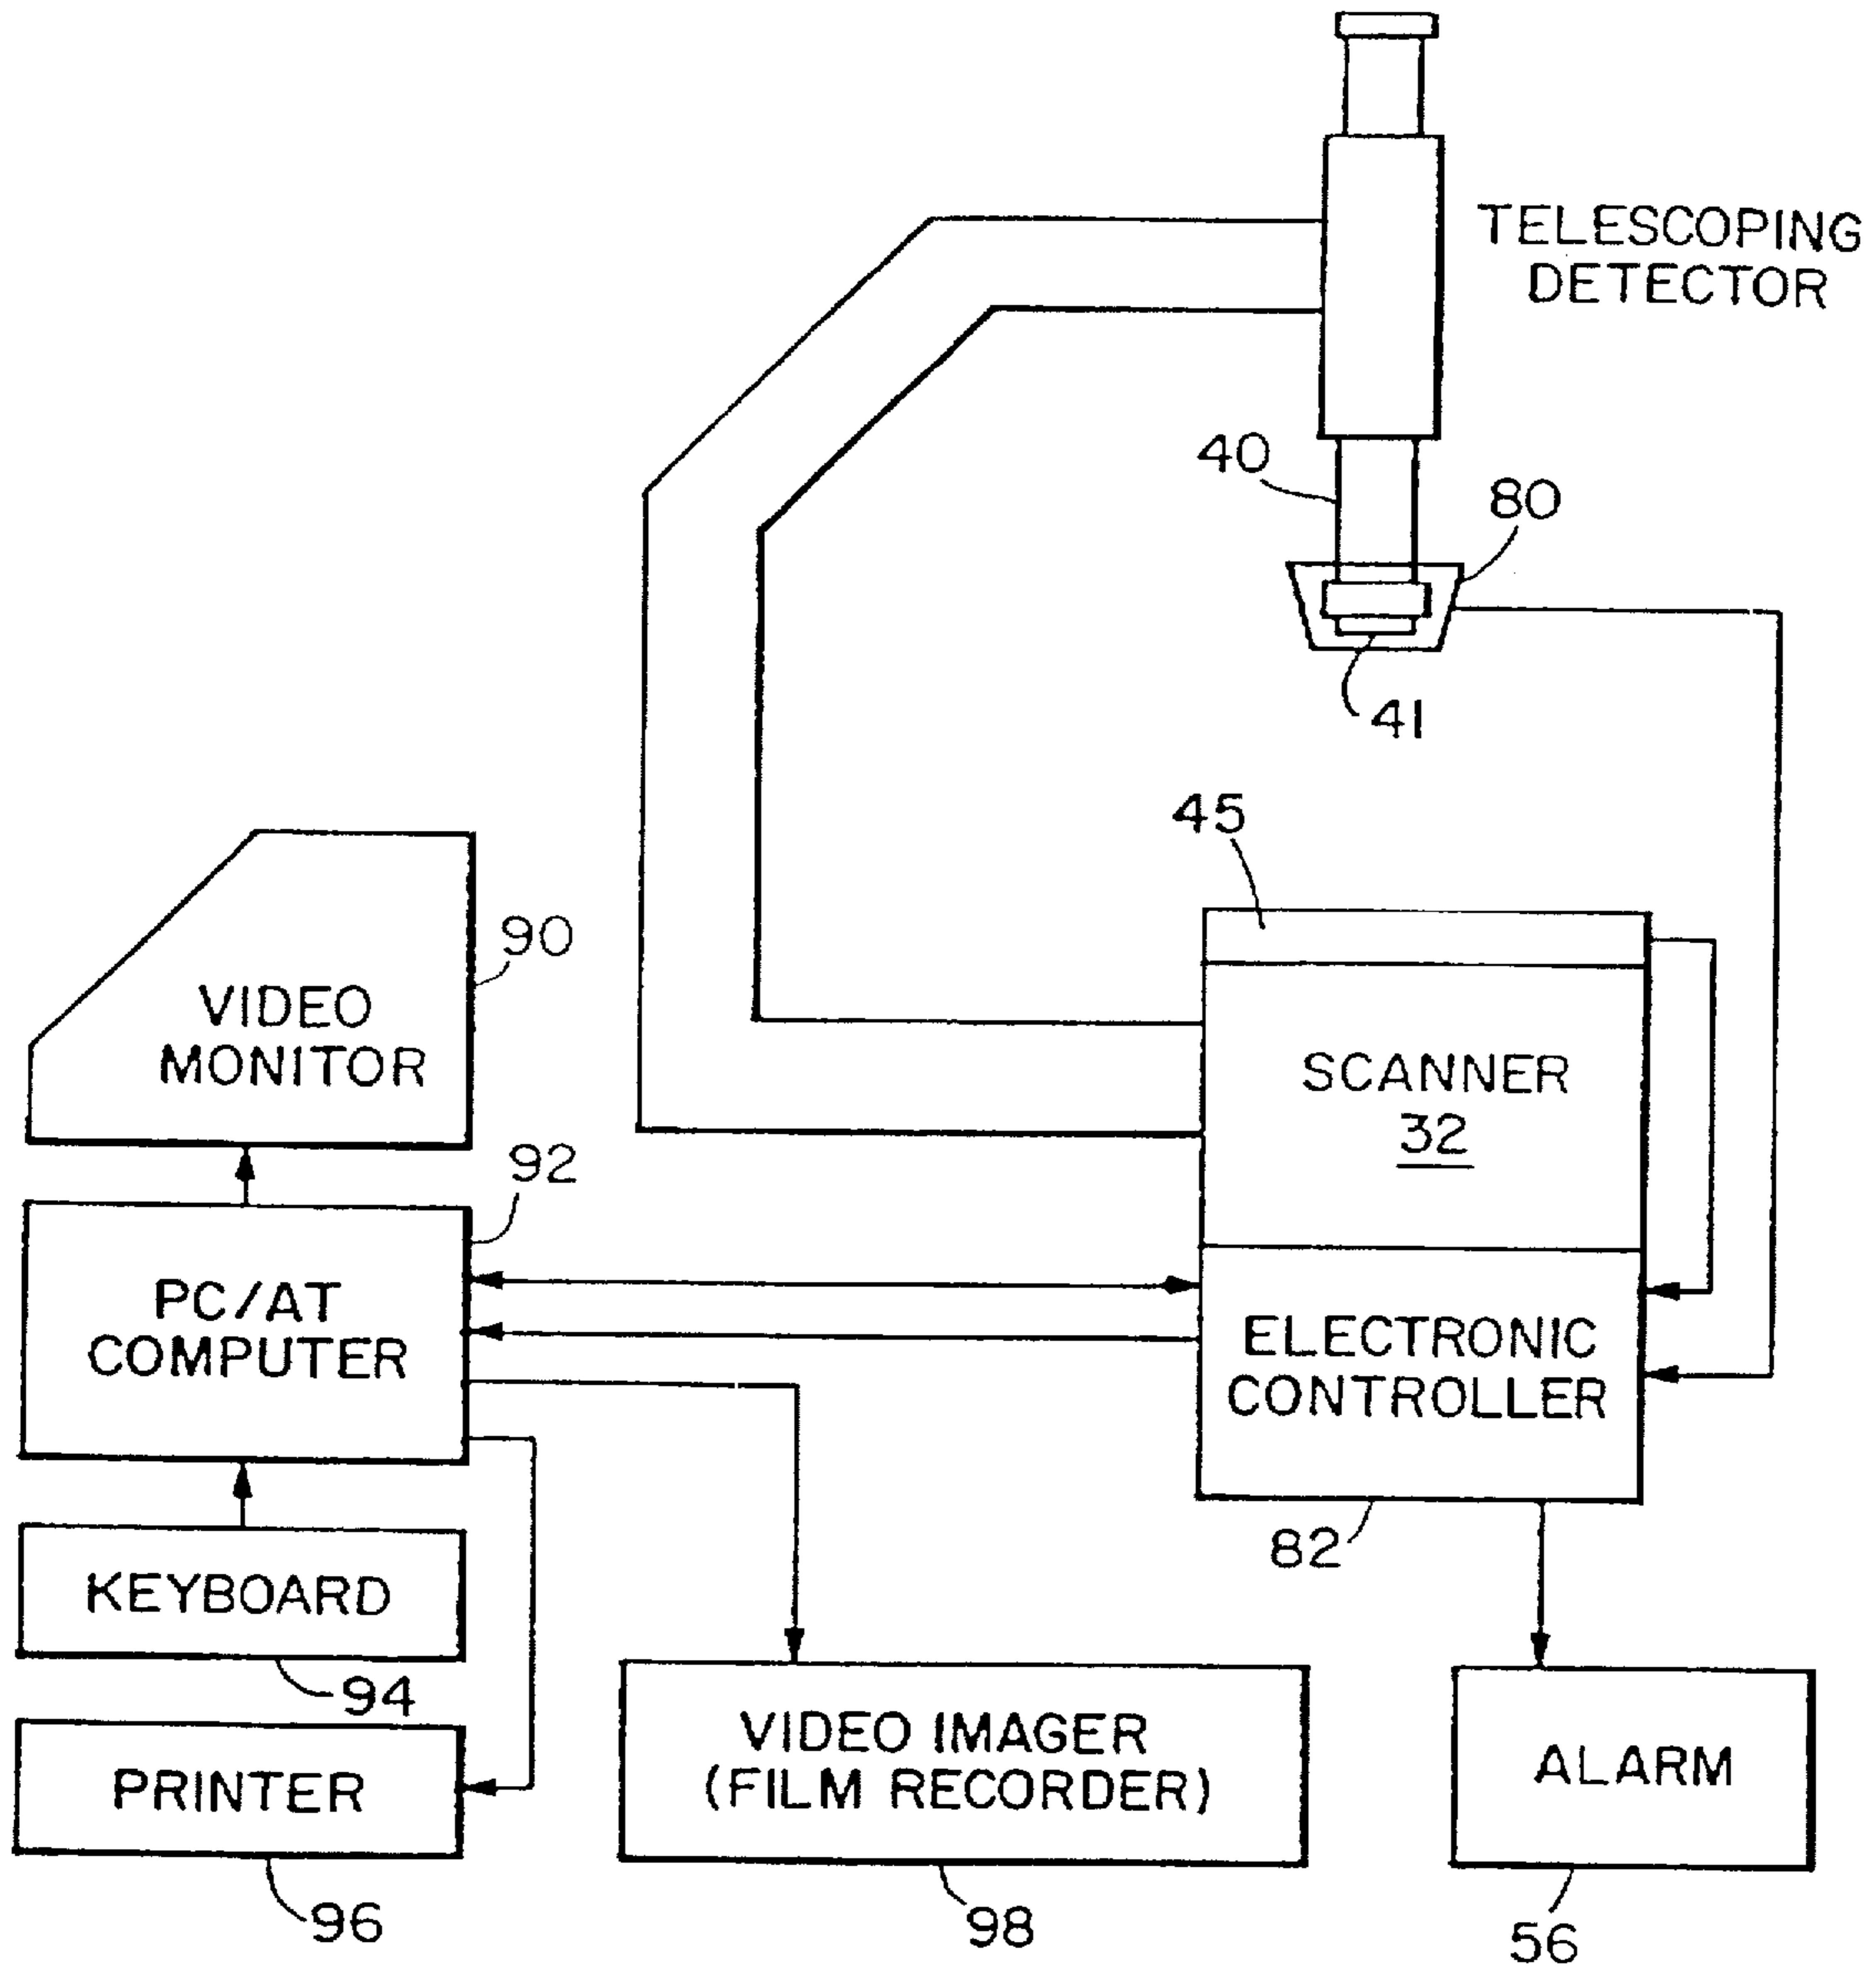 TELESCOPING
DETECTOR
40
80
41
45
90
VIDEO
MONITOR
SCANNER
32
92
PC/AT
COMPUTER
ELECTRONIC
CONTROLLER
82
KEYBOARD
94
VIDEO IMAGER
(FILM RECORDER)
ALARM
PRINTER
96
98
56